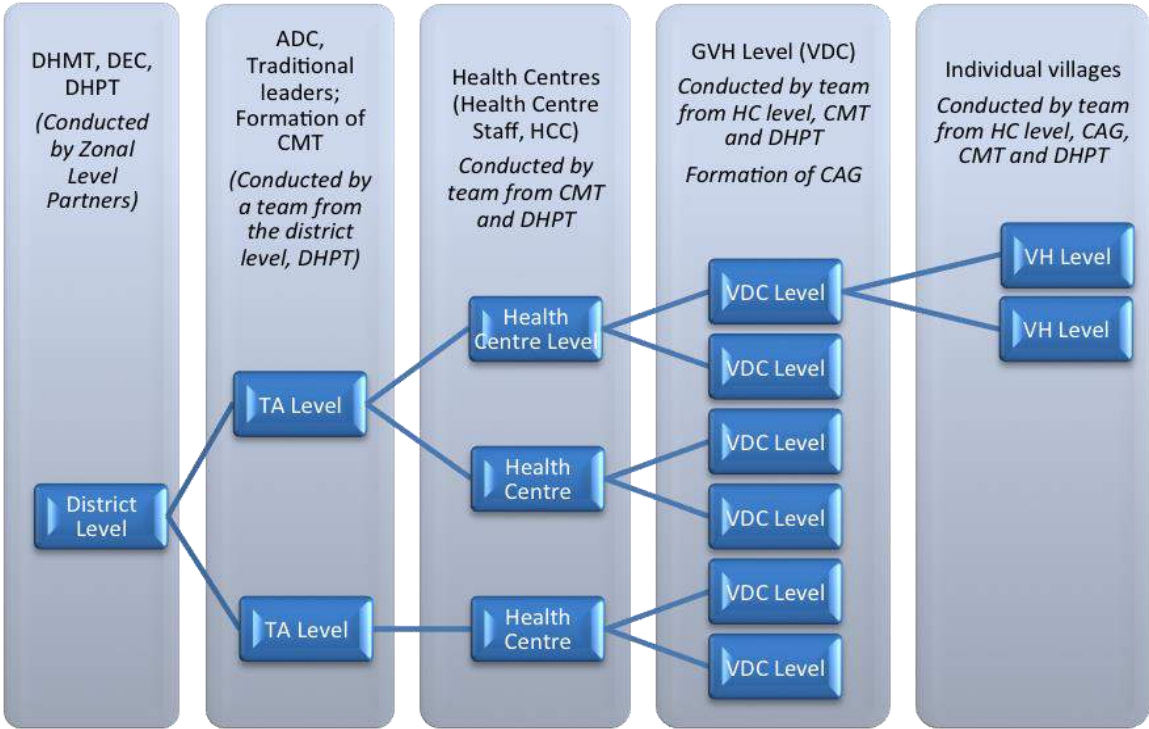 DHMT, DEC,
DHPT
(Conducted
by Zonal
Level
Partners)
District
Level
ADC,
Traditional
leaders;
Formation of
CMT
(Conducted by
a team from
the district
level, DHPT)
TA Level
TA Level
Health Centres
(Health Centre
Staff, HCC)
Conducted by
team from CMT
and DHPT
Health
Centre Level
Health
Centre
Health
Centre
GVH Level (VDC)
Conducted by team
from HC level, CMT
and DHPT
Formation of CAG
VDC Level
VDC Level
VDC Level
VDC Level
VDC Level
VDC Level
Individual villages
Conducted by team
from HC level, CAG,
CMT and DHPT
VH Level
VH Level